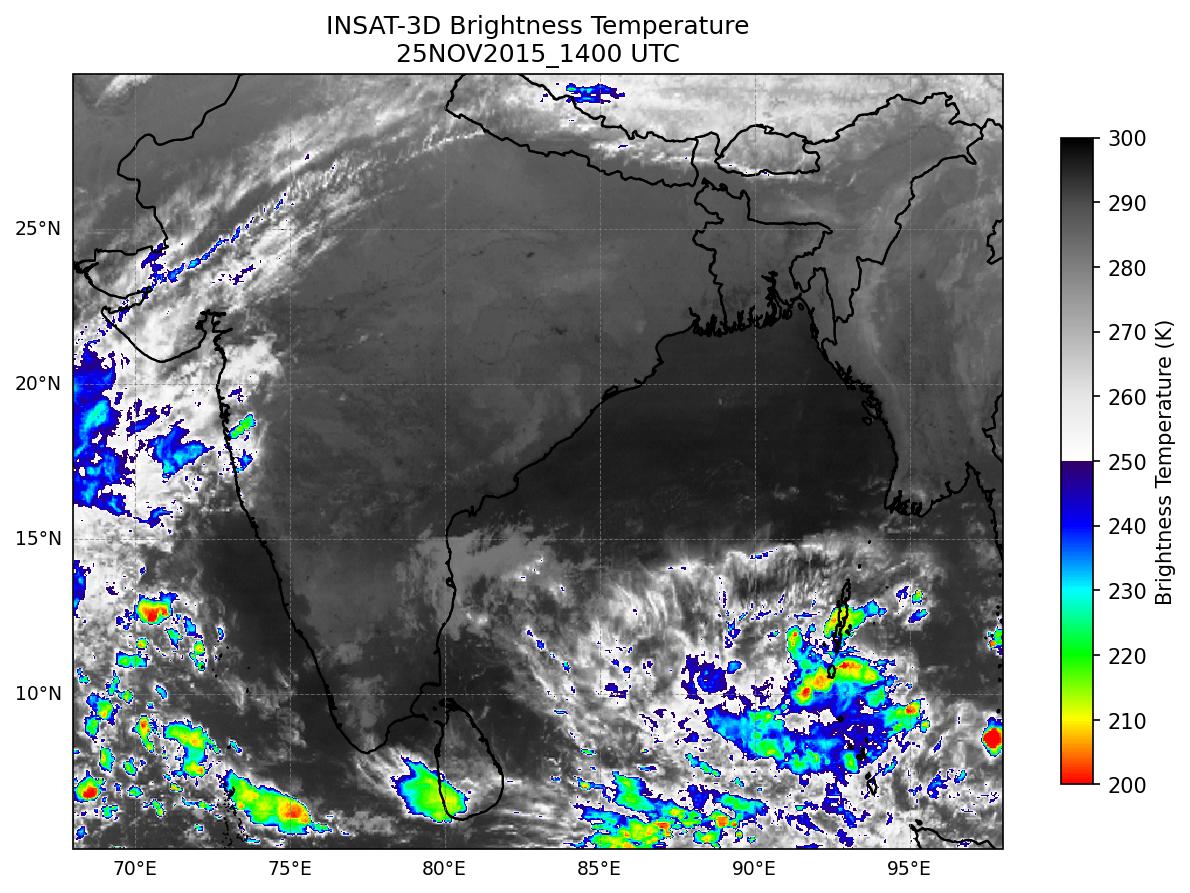 INSAT-3D Brightness Temperature
25NOV2015_1400 UTC
25°N
20°N
15°N
10°N
70°E
75°E
80°E
85°E
90°E
95°E
300
290
280
270
260
250
240
230
220
210
200
Brightness Temperature (K)